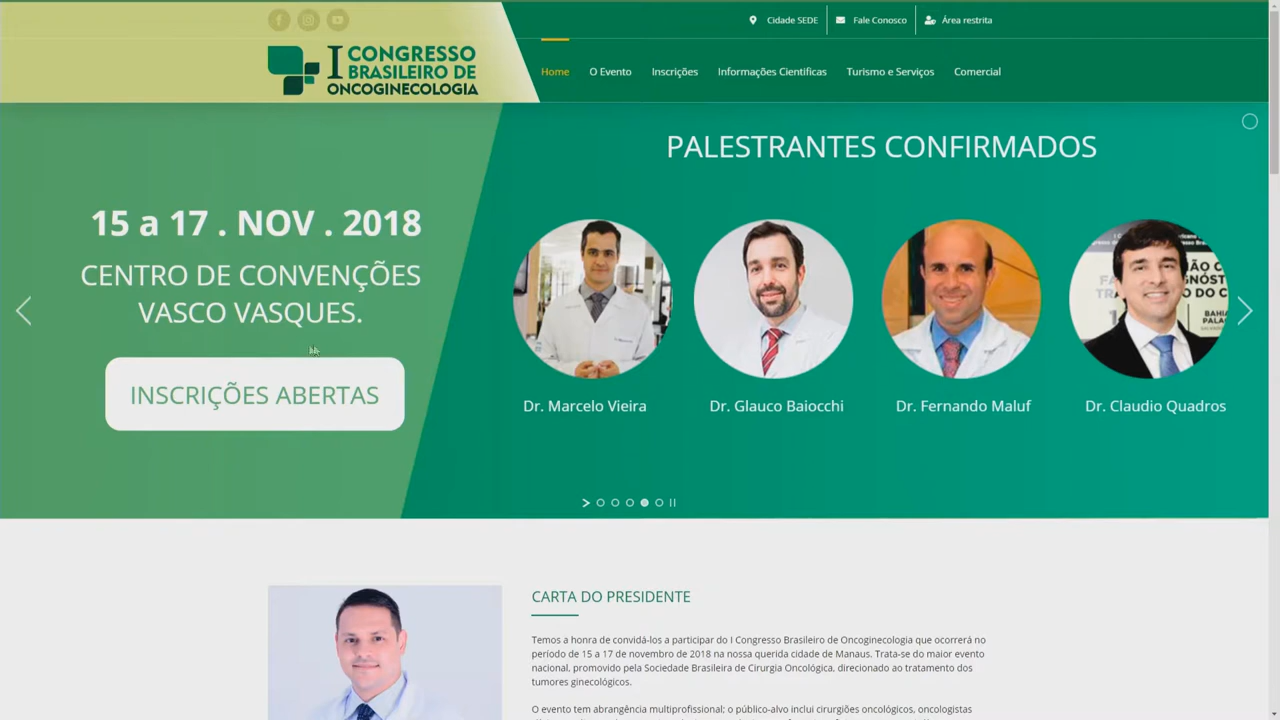 Cidade SEDE
Fale Conosco
Área restrita
I CONGRESSO
BRASILEIRO DE
ONCOGINECOLOGIA
Home
O Evento
Inscrições
Informações Cientificas
Turismo e Serviços
Comercial
15 a 17 . NOV . 2018
CENTRO DE CONVENÇÕES
VASCO VASQUES.
INSCRIÇÕES ABERTAS
PALESTRANTES CONFIRMADOS
Dr. Marcelo Vieira
Dr. Glauco Baiocchi
Dr. Fernando Maluf
Dr. Claudio Quadros
CARTA DO PRESIDENTE
Temos a honra de convidá-los a participar do I Congresso Brasileiro de Oncoginecologia que ocorrerá no
período de 15 a 17 de novembro de 2018 na nossa querida cidade de Manaus. Trata-se do maior evento
nacional, promovido pela Sociedade Brasileira de Cirurgia Oncológica, direcionado ao tratamento dos
tumores ginecológicos.
O evento tem abrangência multiprofissional; o público-alvo inclui cirurgiões oncológicos, oncologistas